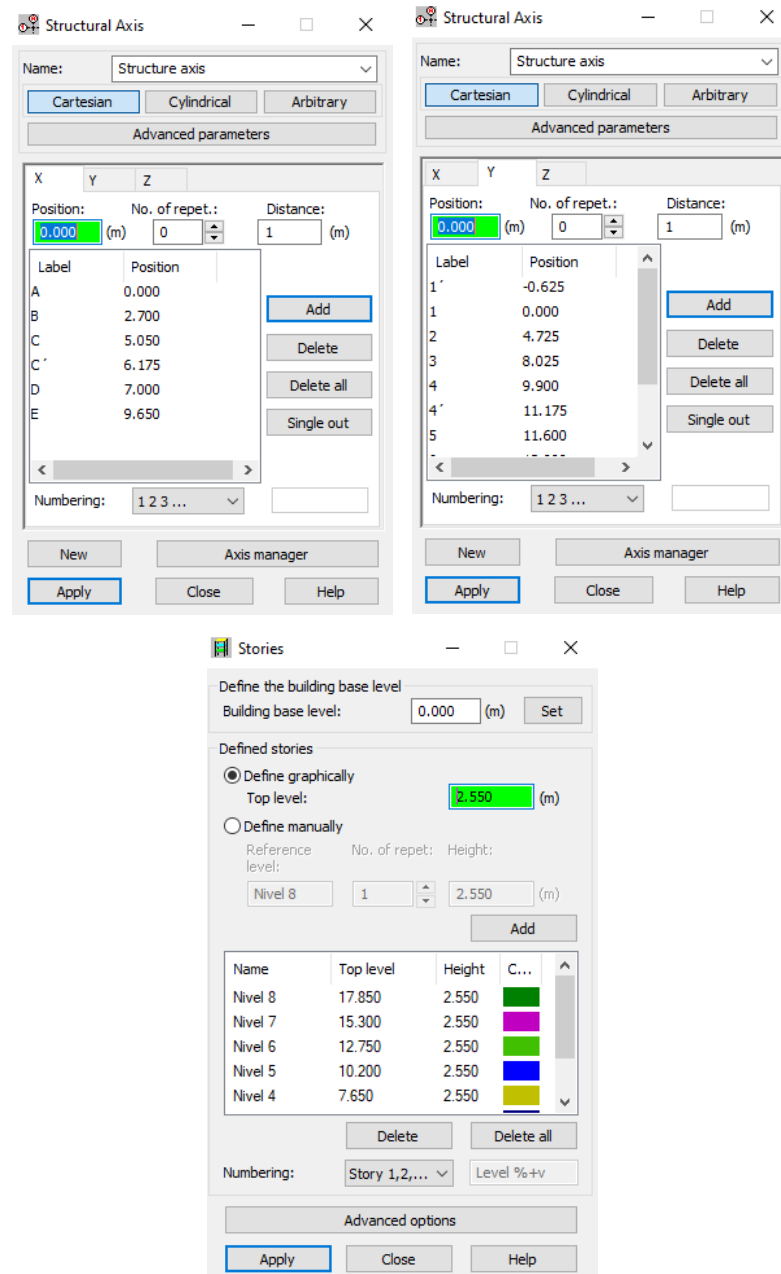 Structural Axis
Name: Structure axis
Cartesian Cylindrical Arbitrary
Advanced parameters
X Y Z
Position: No. of repet.: Distance:
0.000 (m) 0 1 (m)
Label Position
A 0.000
B 2.700
C 5.050
C´ 6.175
D 7.000
E 9.650
Add
Delete
Delete all
Single out
Numbering: 1 2 3 ...
New Axis manager
Apply Close Help
Structural Axis
Name: Structure axis
Cartesian Cylindrical Arbitrary
Advanced parameters
X Y Z
Position: No. of repet.: Distance:
0.000 (m) 0 1 (m)
Label Position
1´ -0.625
1 0.000
2 4.725
3 8.025
4 9.900
4´ 11.175
5 11.600
Add
Delete
Delete all
Single out
Numbering: 1 2 3 ...
New Axis manager
Apply Close Help
Stories
Define the building base level
Building base level: 0.000 (m) Set
Defined stories
Define graphically
Top level: 2.550 (m)
Define manually
Reference level: No. of repet: Height:
Nivel 8 1 2.550 (m)
Add
Name Top level Height C...
Nivel 8 17.850 2.550
Nivel 7 15.300 2.550
Nivel 6 12.750 2.550
Nivel 5 10.200 2.550
Nivel 4 7.650 2.550
Delete Delete all
Numbering: Story 1,2,... Level %+v
Advanced options
Apply Close Help